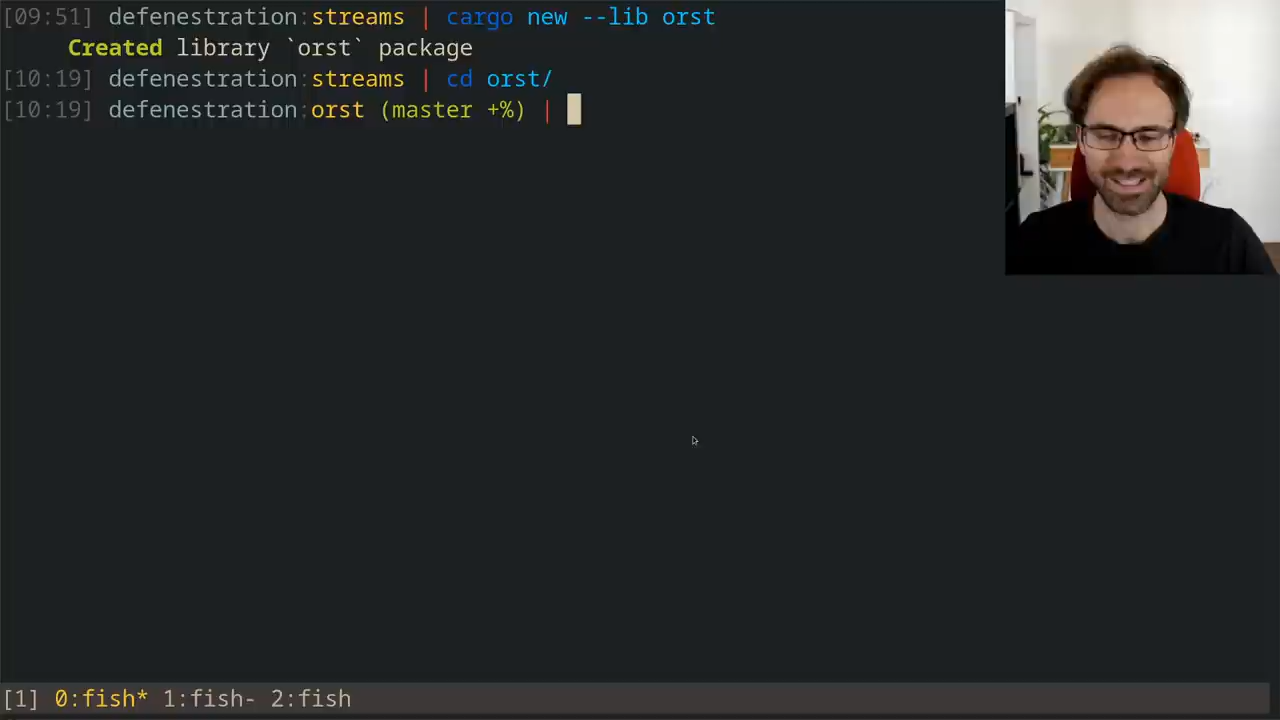 [09:51] defenestration:streams | cargo new --lib orst
Created library `orst` package
[10:19] defenestration:streams | cd orst/
[10:19] defenestration:orst (master +%) |
[1] 0:fish* 1:fish- 2:fish